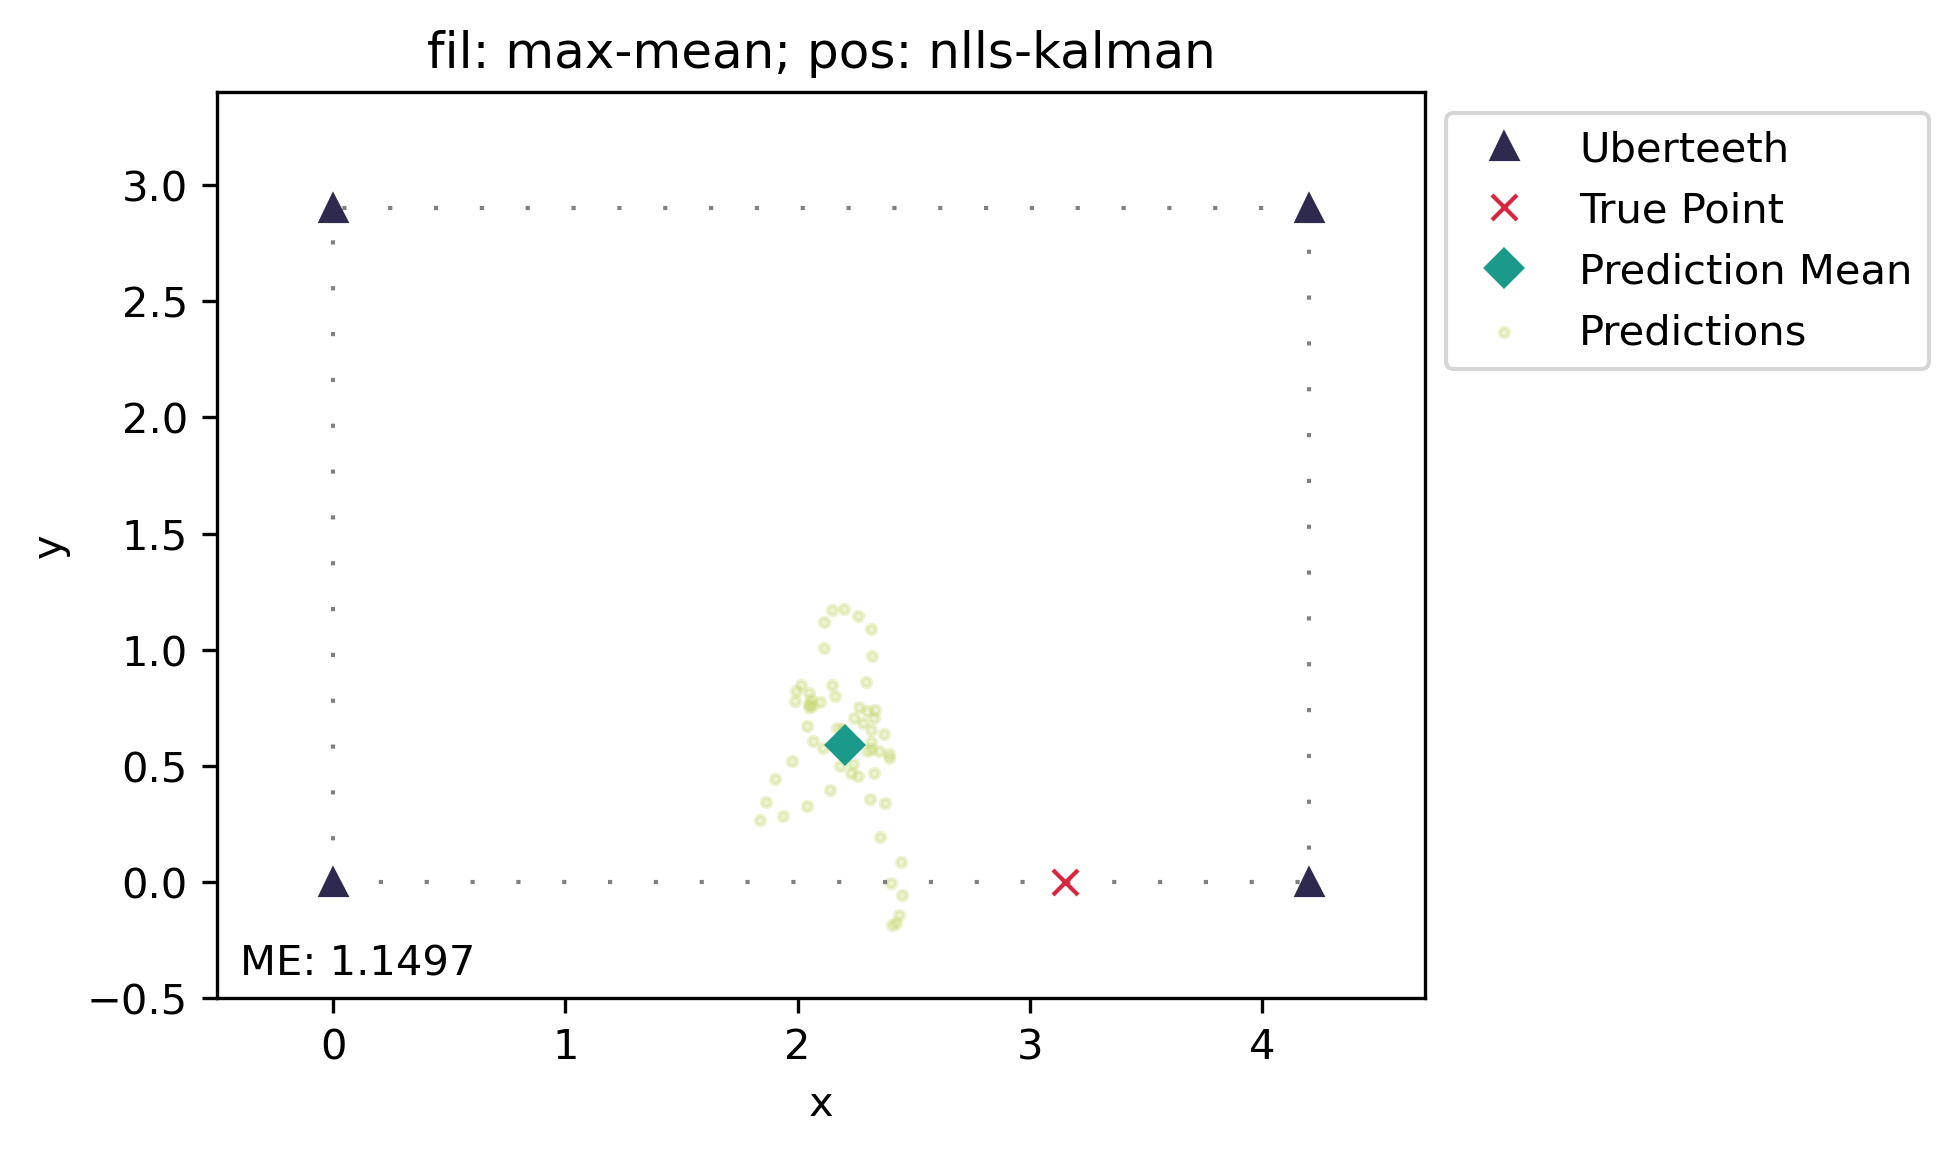 fil: max-mean; pos: nlls-kalman
3.0
2.5
2.0
1.5
1.0
0.5
0.0
−0.5
y
ME: 1.1497
0 1 2 3 4
x
Uberteeth
True Point
Prediction Mean
Predictions